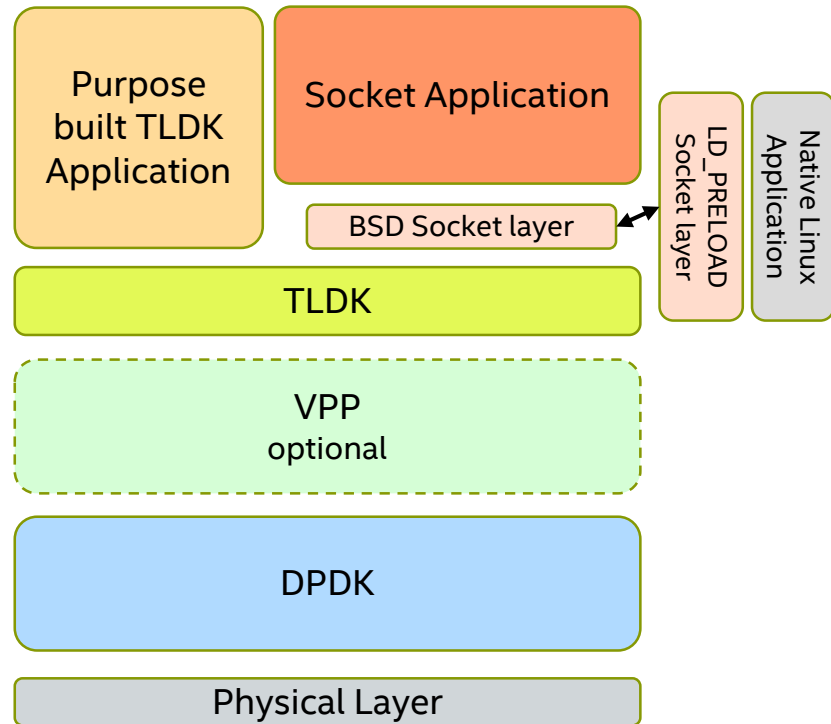 Purpose
built TLDK
Application
Socket Application
BSD Socket layer
LD_PRELOAD
Socket layer
Native Linux
Application
TLDK
VPP
optional
DPDK
Physical Layer